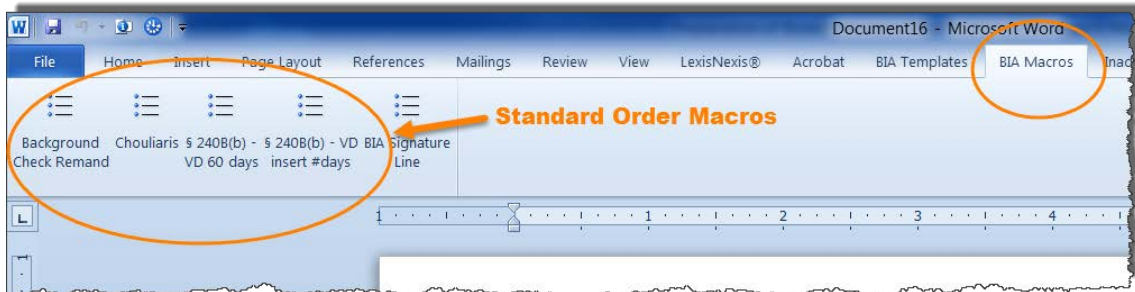 Document16 - Microsoft Word
File Home Insert Page Layout References Mailings Review View LexisNexis® Acrobat BIA Templates BIA Macros
Standard Order Macros
Background Chouliaris § 240B(b) - § 240B(b) - VD BIA Signature
Check Remand VD 60 days insert #days Line
L
1 1 2 3 4
1